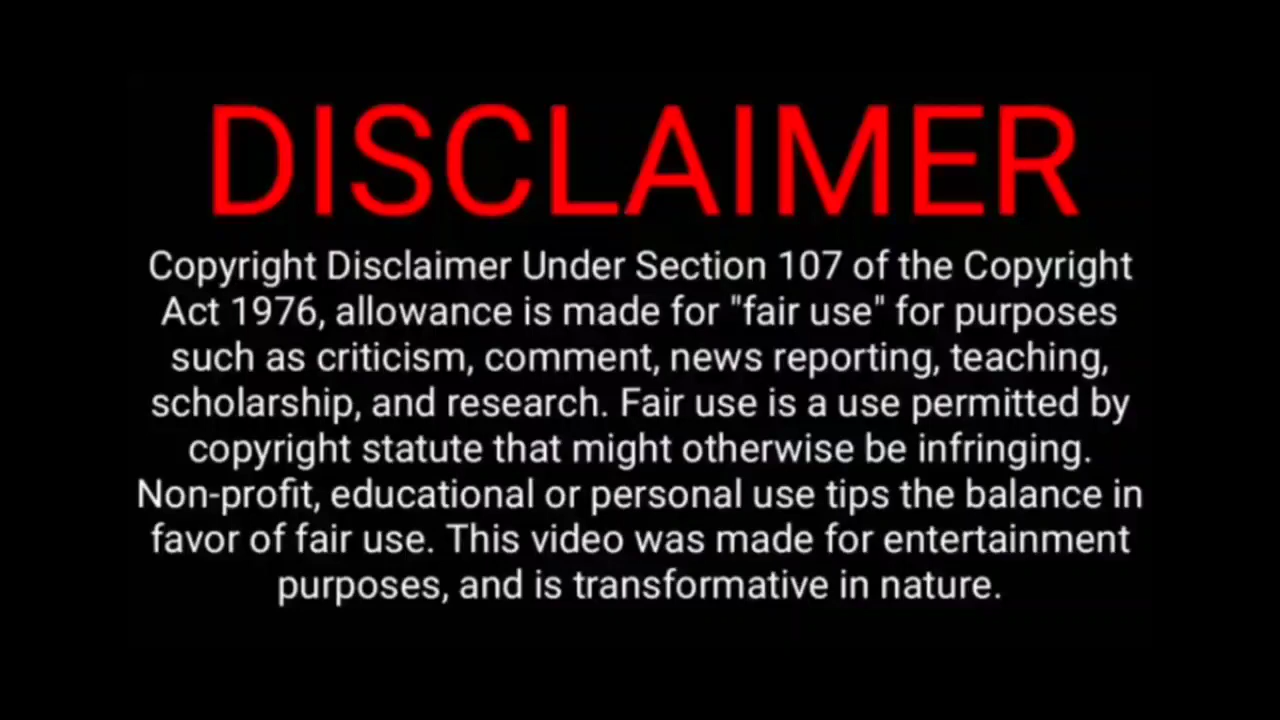 DISCLAIMER
Copyright Disclaimer Under Section 107 of the Copyright
Act 1976, allowance is made for "fair use" for purposes
such as criticism, comment, news reporting, teaching,
scholarship, and research. Fair use is a use permitted by
copyright statute that might otherwise be infringing.
Non-profit, educational or personal use tips the balance in
favor of fair use. This video was made for entertainment
purposes, and is transformative in nature.